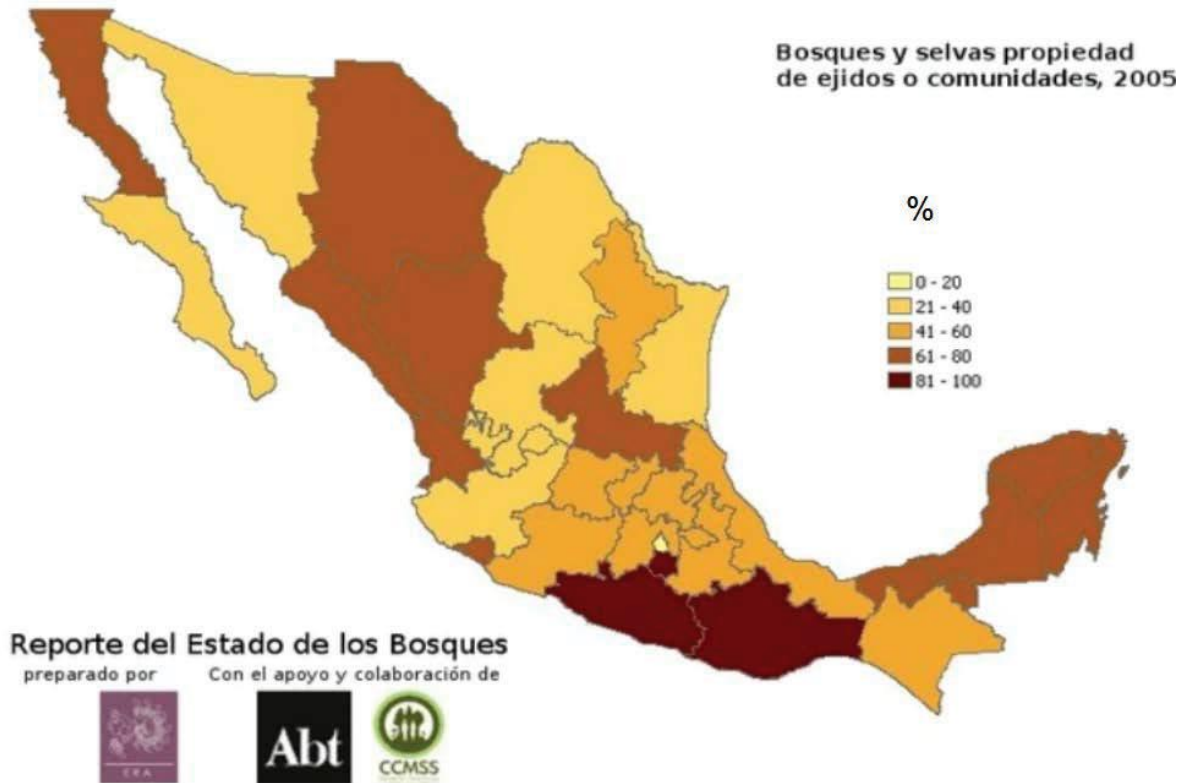 Bosques y selvas propiedad
de ejidos o comunidades, 2005
%
0 - 20
21 - 40
41 - 60
61 - 80
81 - 100
Reporte del Estado de los Bosques
preparado por
Con el apoyo y colaboración de
ERA
Abt
CCMSS